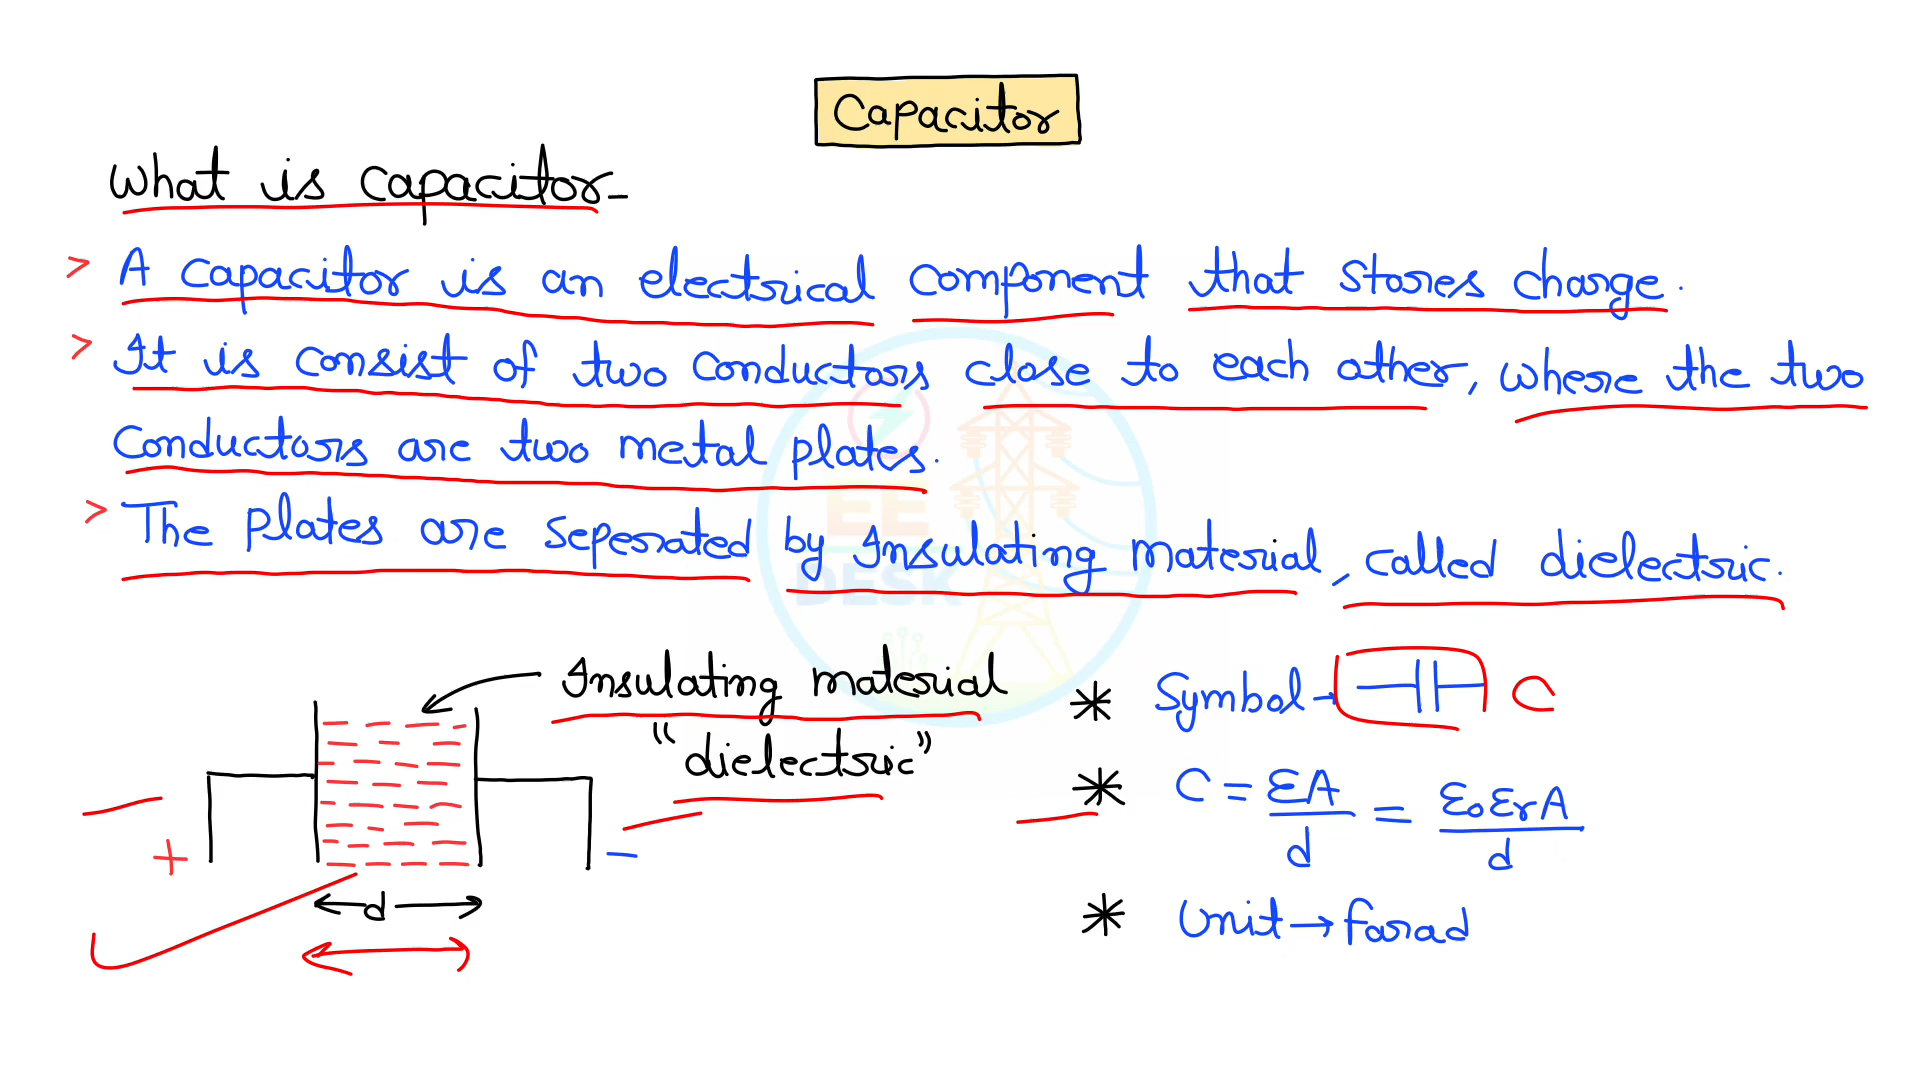 Capacitor
What is capacitor-
> A capacitor is an electrical component that stores charge.
> It is consist of two conductors close to each other, where the two
conductors are two metal plates.
> The plates are seperated by Insulating material, called dielectric.
EE
DESK
Insulating material
"dielectric"
+
-
d
* Symbol → C
* C = εA/d = ε₀εrA/d
* Unit → farad